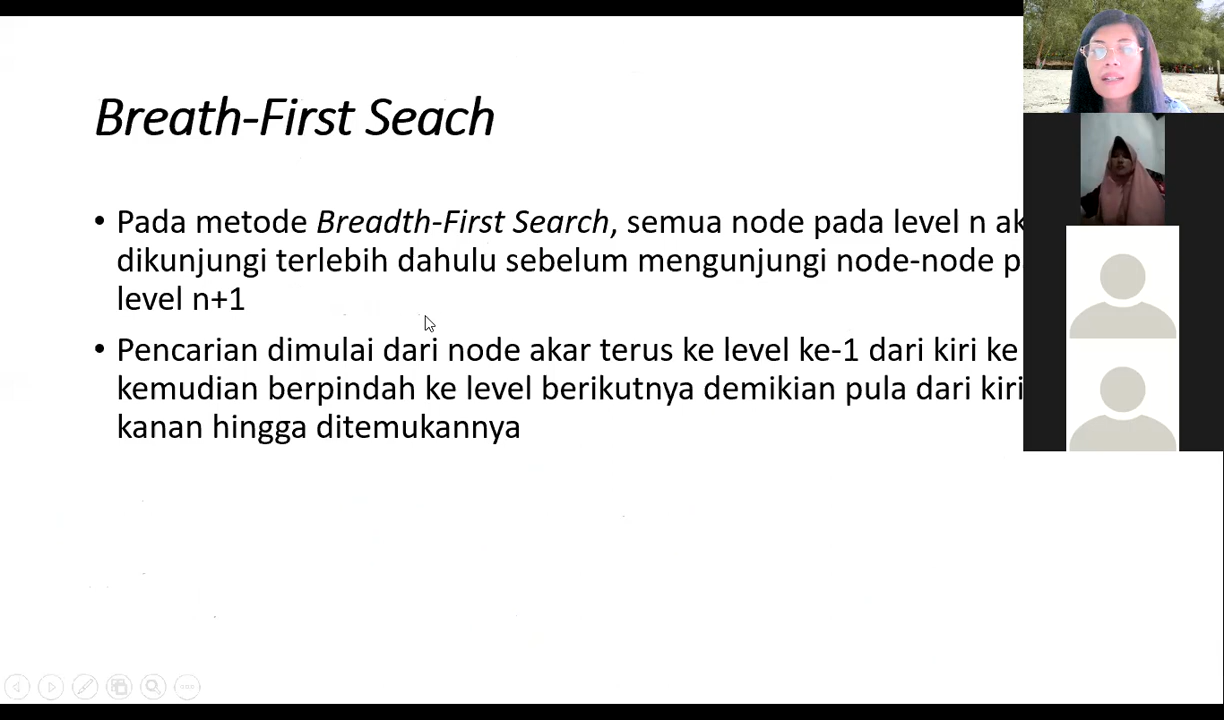 Breath-First Seach
• Pada metode Breadth-First Search, semua node pada level n
dikunjungi terlebih dahulu sebelum mengunjungi node-node
level n+1
• Pencarian dimulai dari node akar terus ke level ke-1 dari kiri ke
kemudian berpindah ke level berikutnya demikian pula dari kiri
kanan hingga ditemukannya